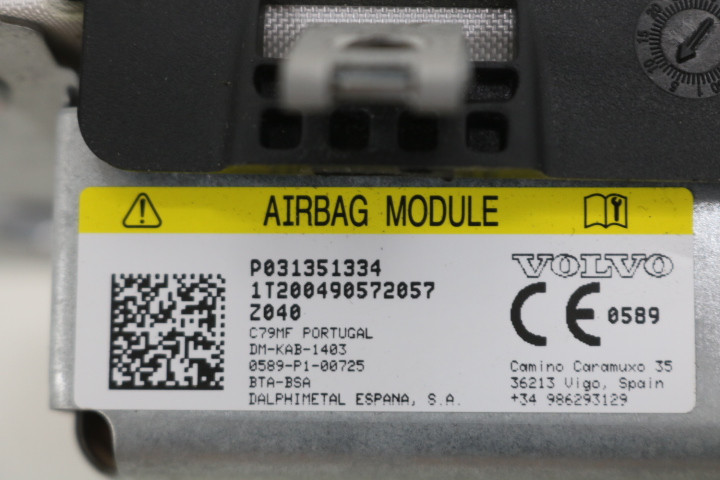 AIRBAG MODULE
P031351334
1T200490572057
Z040
C79MF PORTUGAL
DM-KAB-1403
0589-P1-00725
BTA-BSA
DALPHIMETAL ESPANA, S.A.
VOLVO
CE 0589
Camino Caramuxo 35
36213 Vigo, Spain
+34 986293129